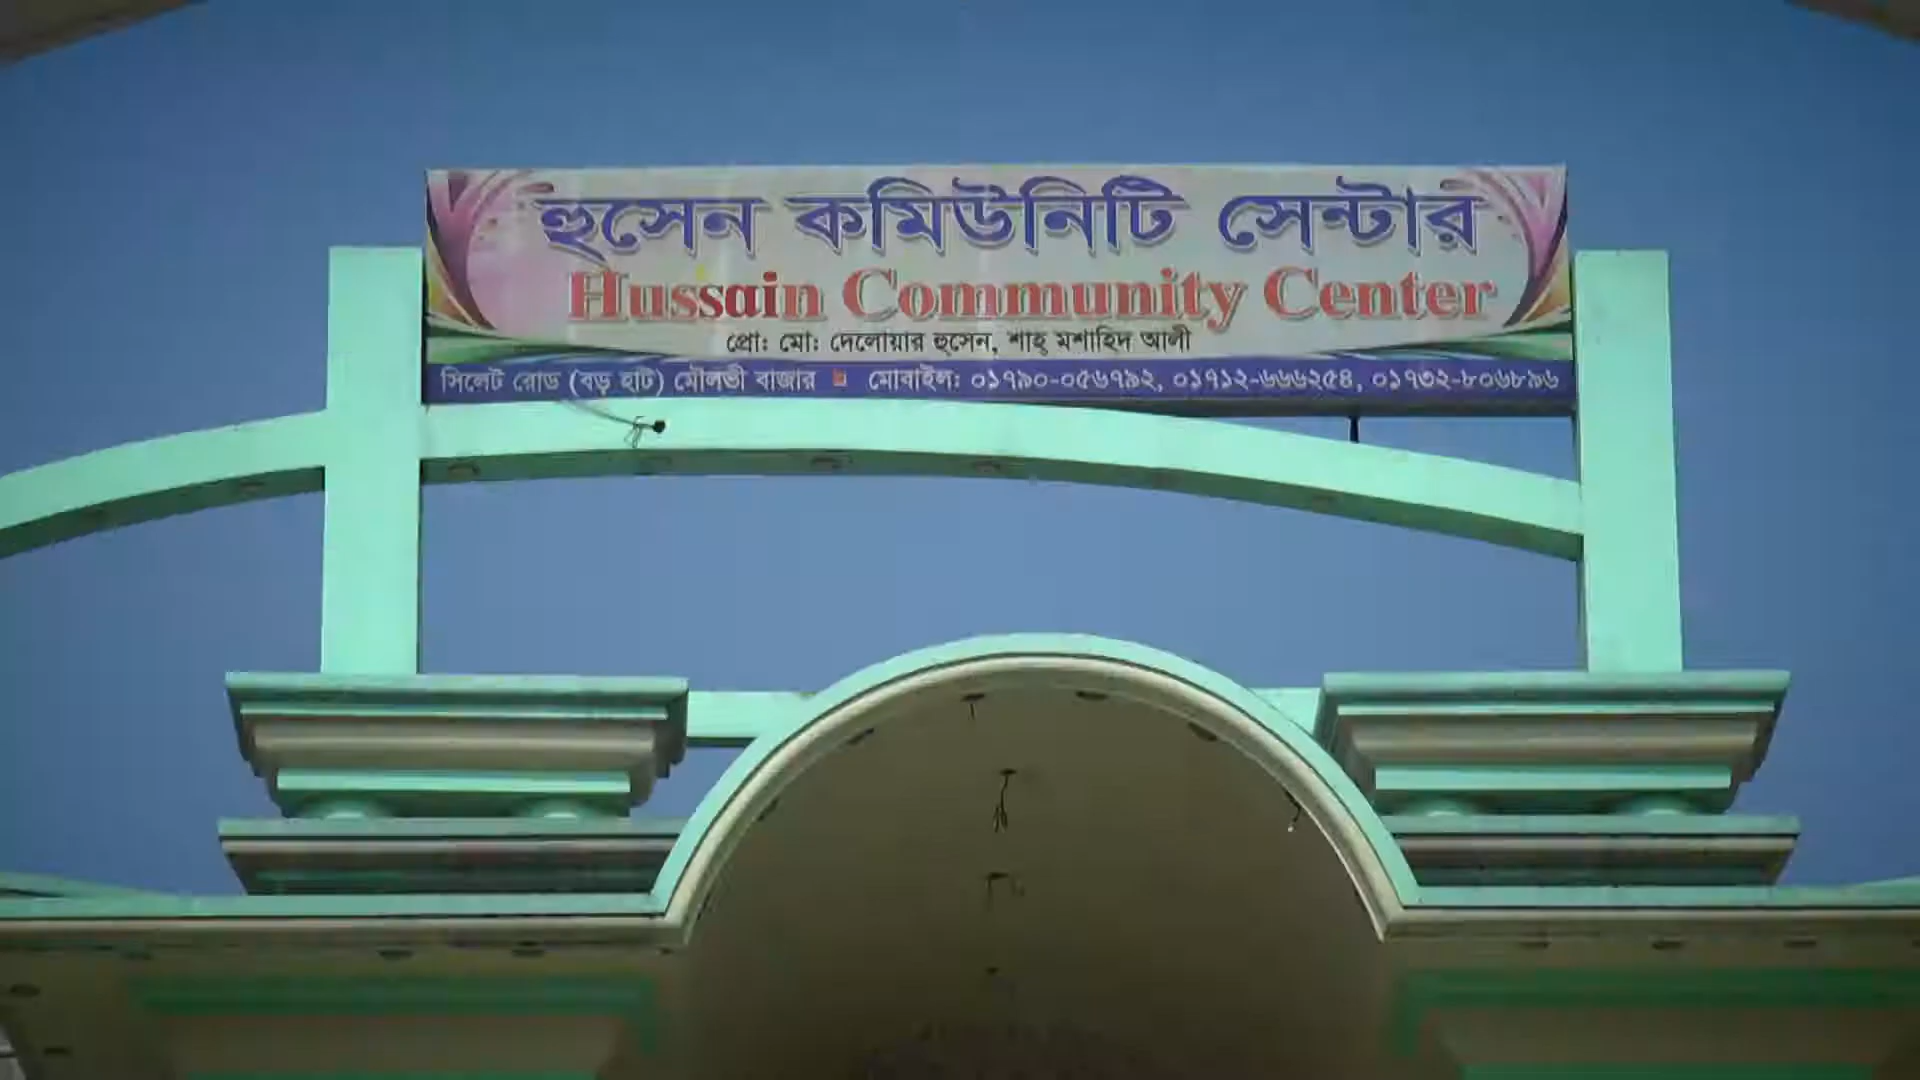 হুসেন কমিউনিটি সেন্টার
Hussain Community Center
প্রো: মো: দেলোয়ার হুসেন, শাহ্ মশাহিদ আলী
সিলেট রোড (বড় হাট) মৌলভী বাজার মোবাইল: ০১৭৯০-০৫৬৭৯২, ০১৭১২-৬৬৬২৫৪, ০১৭৩২-৮০৬৮৯৬